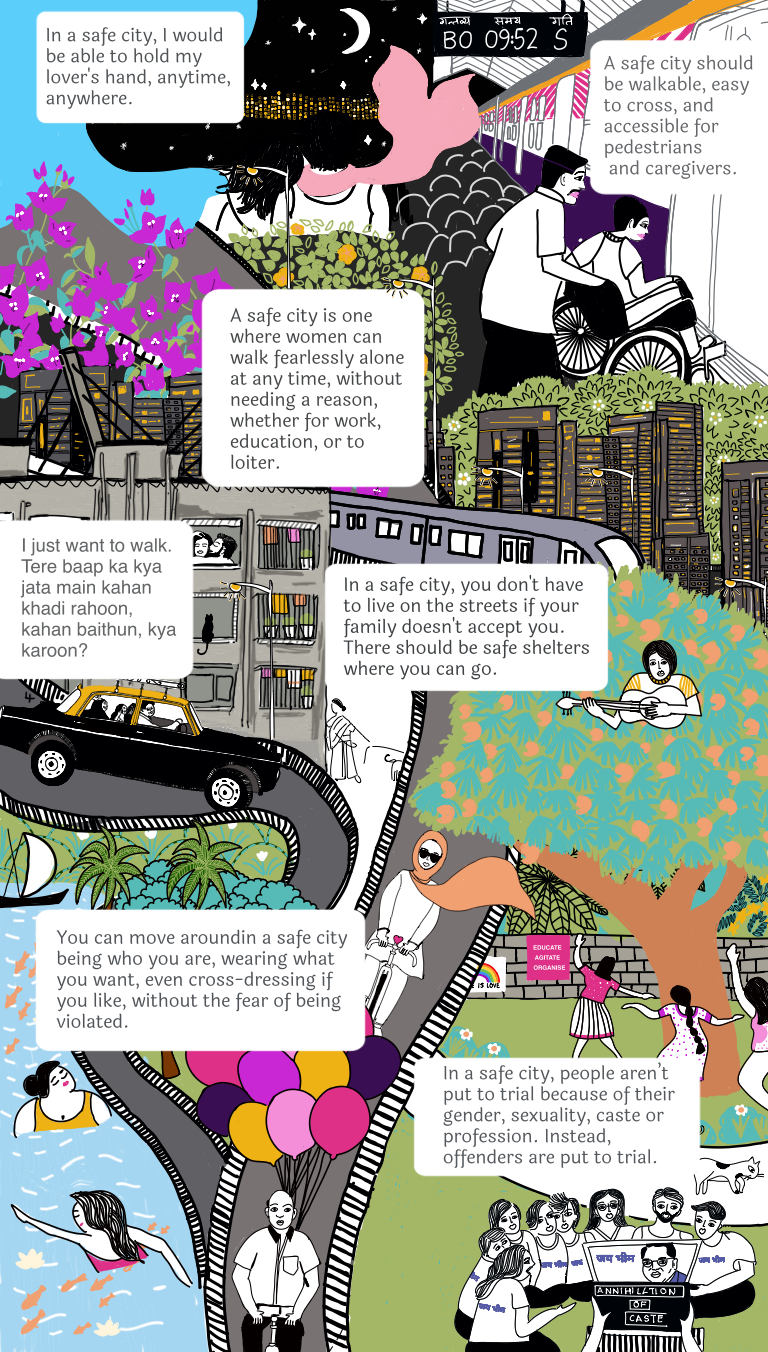 In a safe city, I would
be able to hold my
lover's hand, anytime,
anywhere.
गन्तव्य समय गति
BO 09:52 S
A safe city should
be walkable, easy
to cross, and
accessible for
pedestrians
and caregivers.
A safe city is one
where women can
walk fearlessly alone
at any time, without
needing a reason,
whether for work,
education, or to
loiter.
I just want to walk.
Tere baap ka kya
jata main kahan
khadi rahoon,
kahan baithun, kya
karoon?
In a safe city, you don't have
to live on the streets if your
family doesn't accept you.
There should be safe shelters
where you can go.
You can move aroundin a safe city
being who you are, wearing what
you want, even cross-dressing if
you like, without the fear of being
violated.
EDUCATE
AGITATE
ORGANISE
E IS LOVE
In a safe city, people aren't
put to trial because of their
gender, sexuality, caste or
profession. Instead,
offenders are put to trial.
जय भीम
जय भीम
जय भीम
जय भीम
ANNIHILATION
OF
CASTE